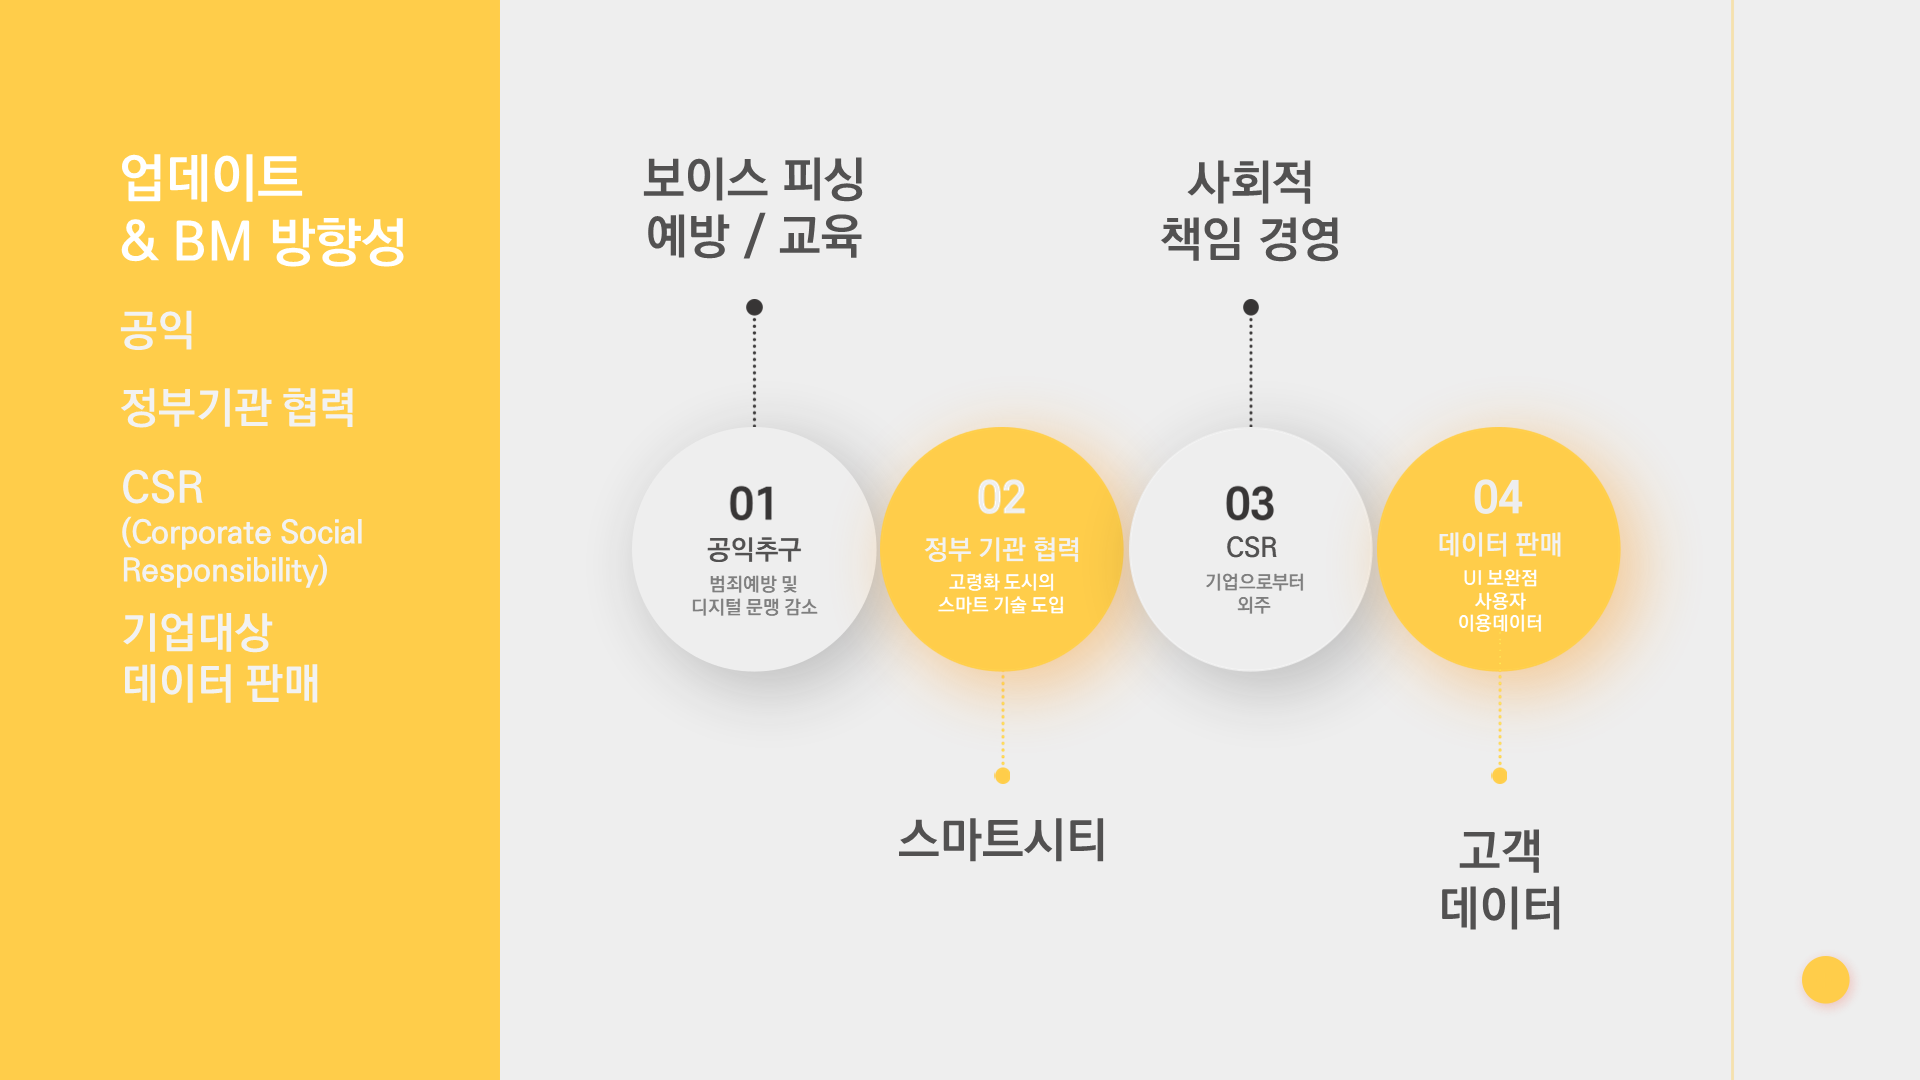 업데이트
& BM 방향성
공익
정부기관 협력
CSR
(Corporate Social
Responsibility)
기업대상
데이터 판매
보이스 피싱
예방 / 교육
01
공익추구
범죄예방 및
디지털 문맹 감소
02
정부 기관 협력
고령화 도시의
스마트 기술 도입
스마트시티
사회적
책임 경영
03
CSR
기업으로부터
외주
04
데이터 판매
UI 보완점
사용자
이용데이터
고객
데이터